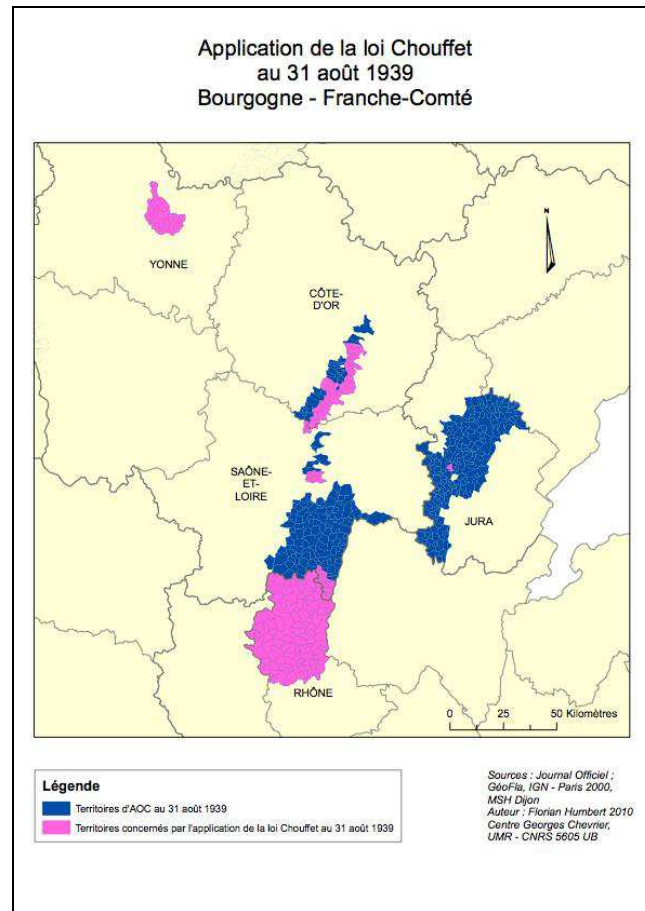 Application de la loi Chouffet
au 31 août 1939
Bourgogne - Franche-Comté
N
YONNE
CÔTE-
D'OR
SAÔNE-
ET-
LOIRE
JURA
RHÔNE
0 25 50 Kilomètres
Légende
Territoires d'AOC au 31 août 1939
Territoires concernés par l'application de la loi Chouffet au 31 août 1939
Sources : Journal Officiel ;
GéoFla, IGN - Paris 2000,
MSH Dijon
Auteur : Florian Humbert 2010
Centre Georges Chevrier,
UMR - CNRS 5605 UB